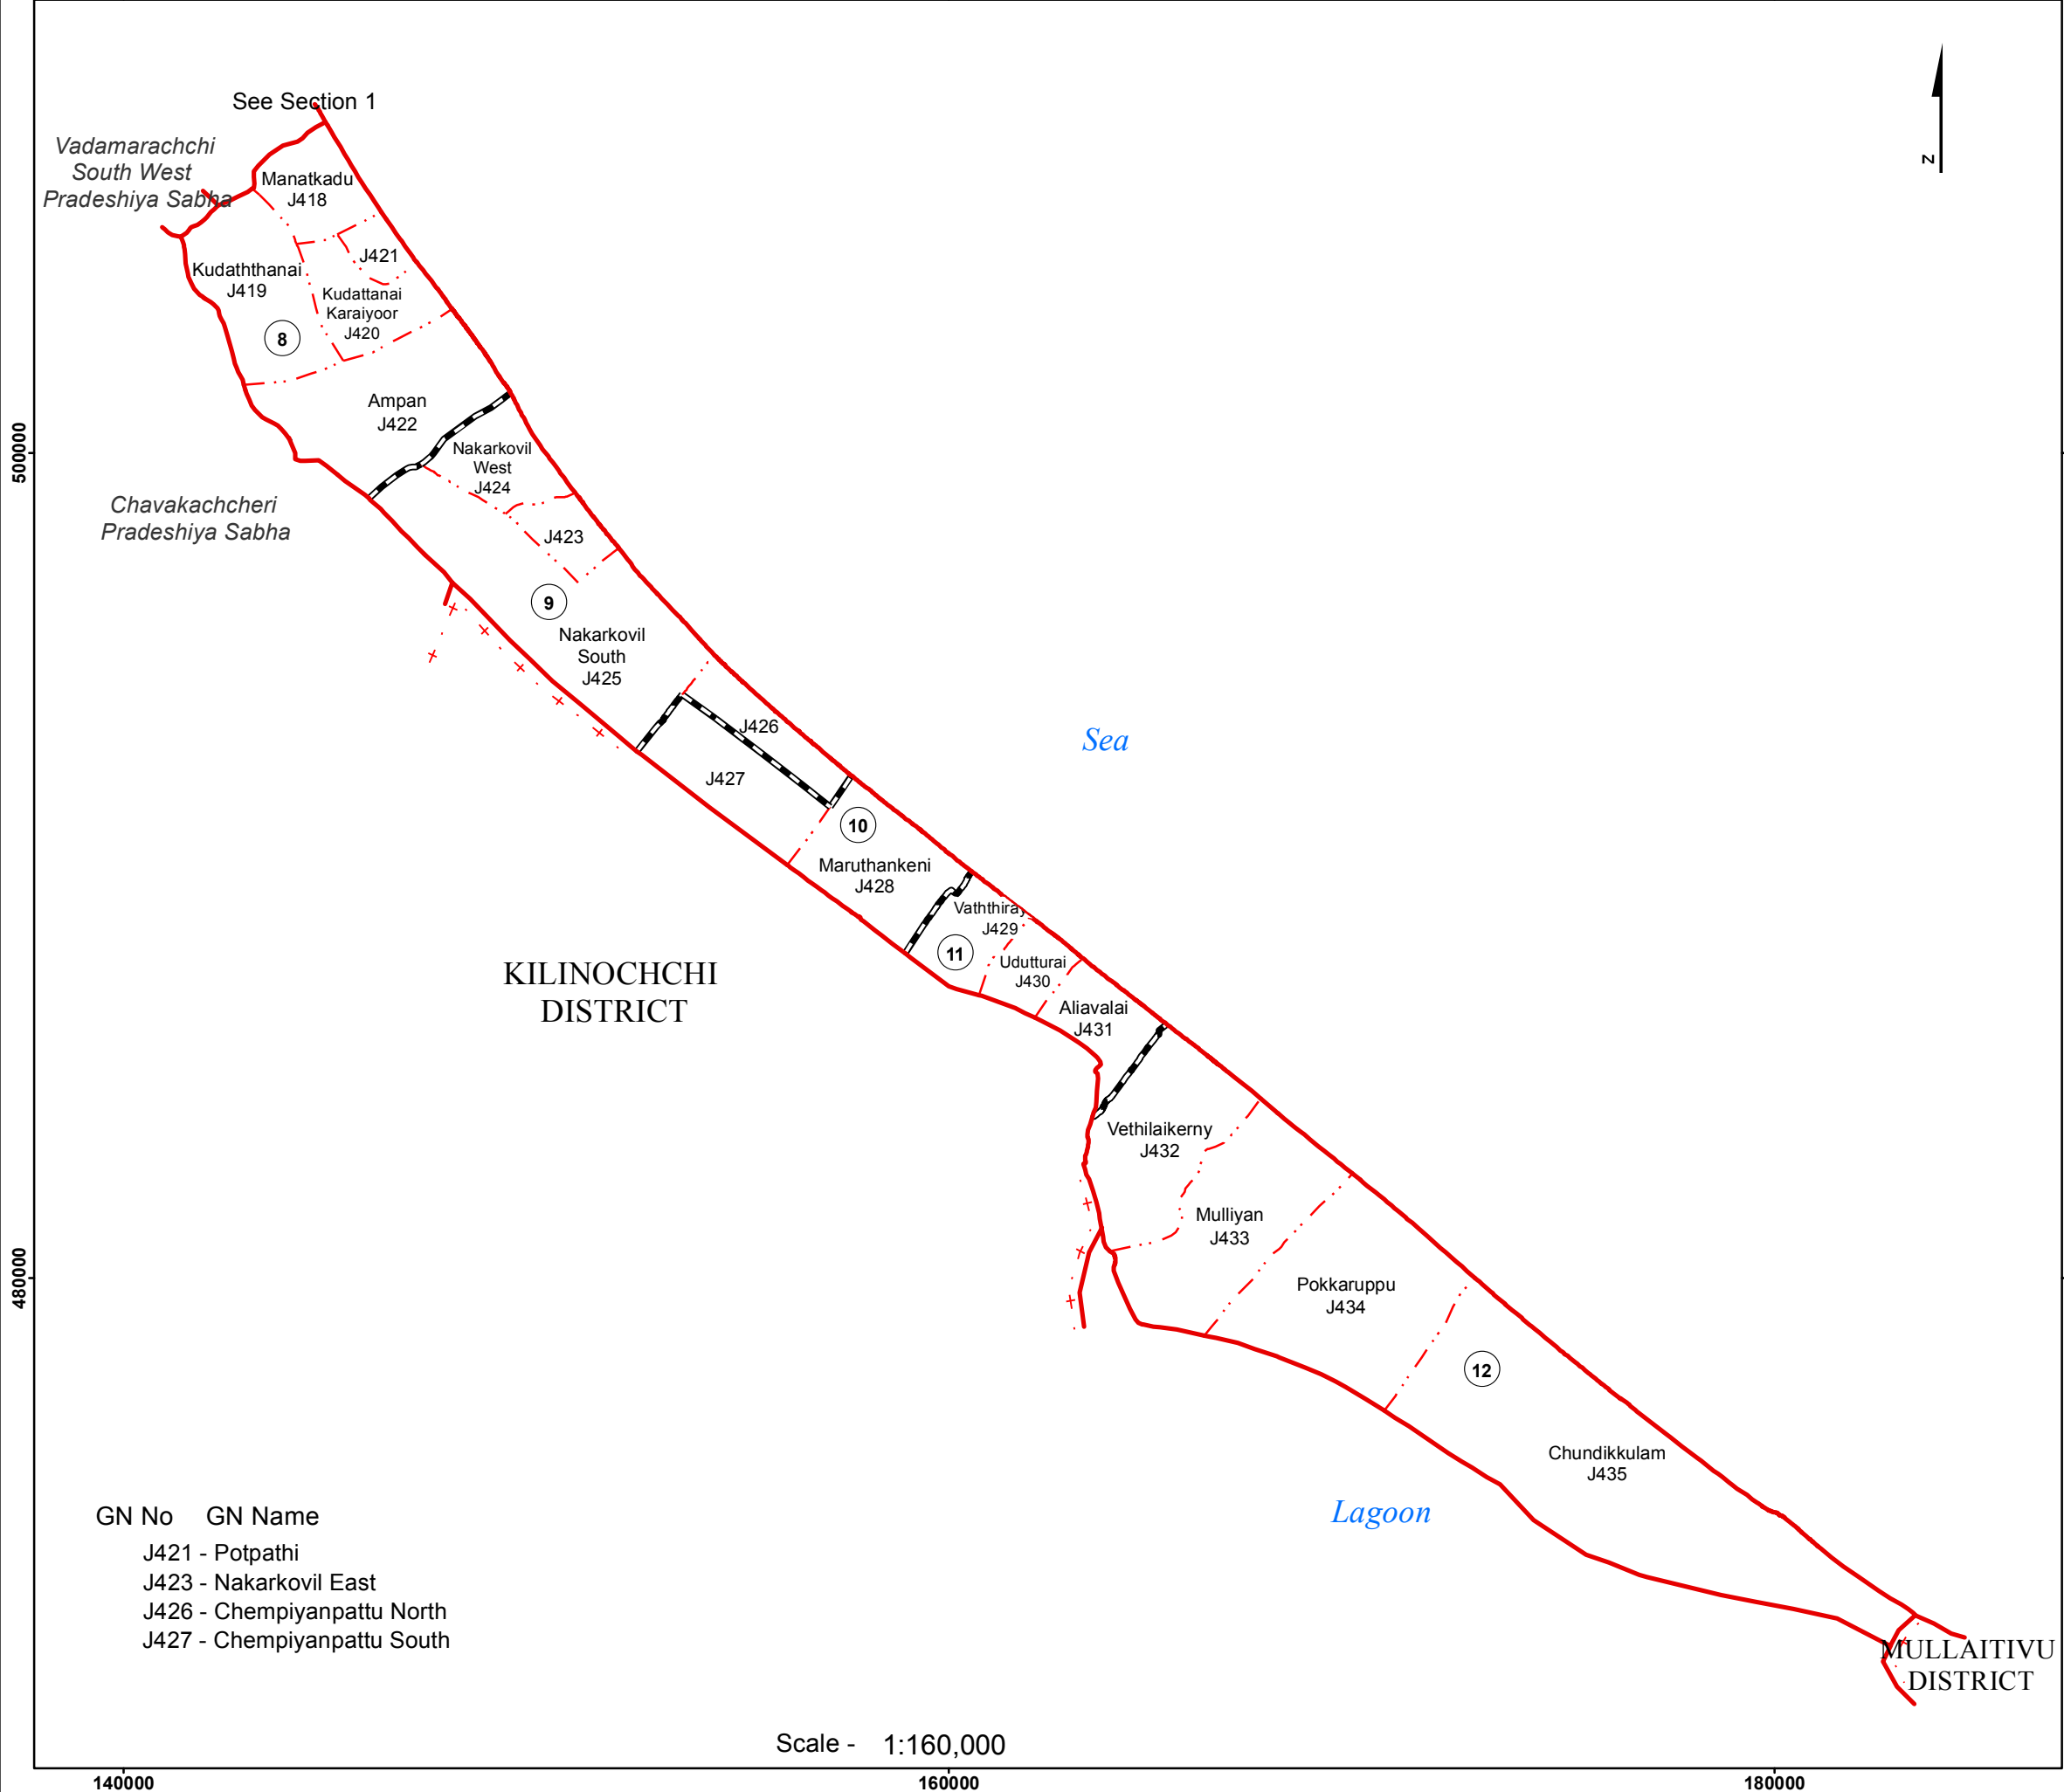 See Section 1
Vadamarachchi
South West
Pradeshiya Sabha
Manatkadu
J418
J421
Kudaththanai
J419
Kudattanai
Karaiyoor
J420
8
Ampan
J422
Nakarkovil
West
J424
500000
Chavakachcheri
Pradeshiya Sabha
J423
9
Nakarkovil
South
J425
J426
Sea
J427
10
Maruthankeni
J428
Vaththiray
J429
11
Udutturai
J430
KILINOCHCHI
DISTRICT
Aliavalai
J431
Vethilaikerny
J432
Mulliyan
J433
480000
Pokkaruppu
J434
12
Chundikkulam
J435
Lagoon
GN No GN Name
J421 - Potpathi
J423 - Nakarkovil East
J426 - Chempiyanpattu North
J427 - Chempiyanpattu South
MULLAITIVU
DISTRICT
Scale - 1:160,000
140000 160000 180000
N